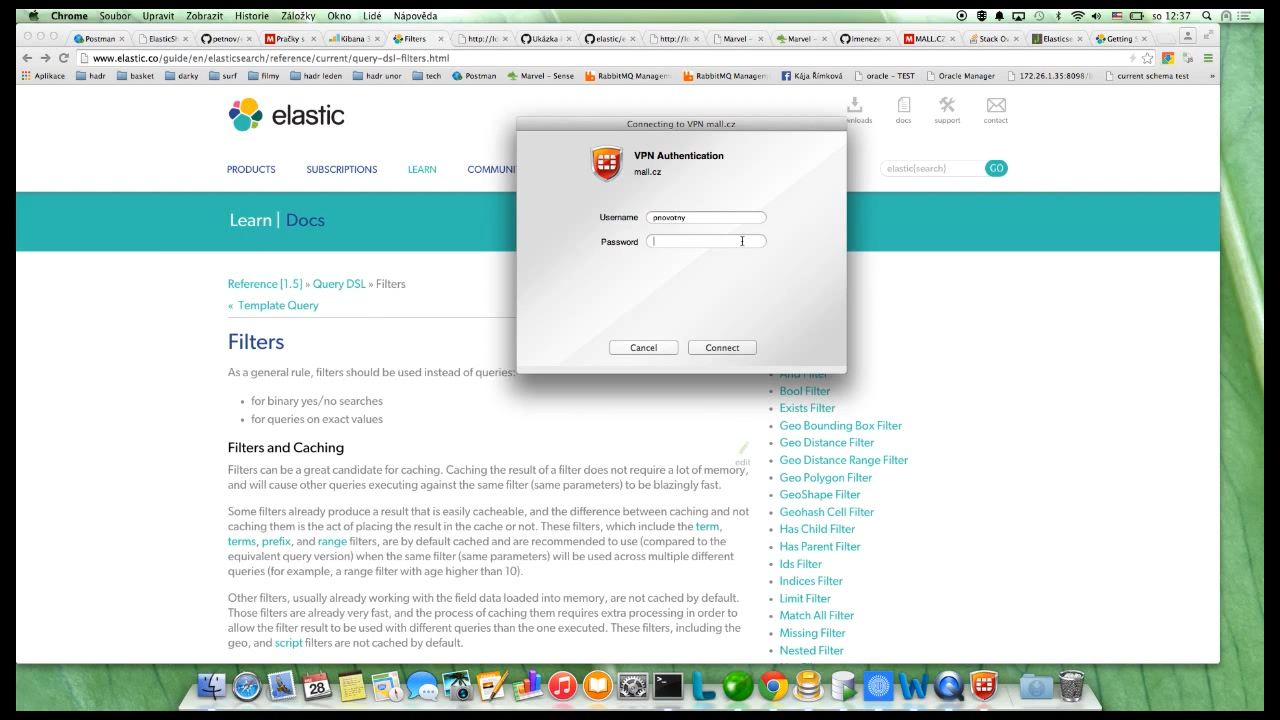 Chrome Soubor Upravit Zobrazit Historie Záložky Okno Lidé Nápověda so 12:37
Postman ElasticS petnov/e Pračky s Kibana 3 Filters http://lo Ukázka elastic/e http://lo Marvel - Marvel - lmeneze MALL.CZ Stack Ov Elasticse Getting S
www.elastic.co/guide/en/elasticsearch/reference/current/query-dsl-filters.html
Aplikace hadr basket darky surf filmy hadr leden hadr unor tech Postman Marvel - Sense RabbitMQ Managem RabbitMQ Managem Kája Římková oracle - TEST Oracle Manager 172.26.1.35:8098/ current schema test »
elastic
wnloads docs support contact
PRODUCTS SUBSCRIPTIONS LEARN COMMUNI
elastic(search) GO
Learn | Docs
Connecting to VPN mall.cz
VPN Authentication
mall.cz
Username pnovotny
Password
Cancel Connect
Reference [1.5] » Query DSL » Filters
« Template Query
Filters
As a general rule, filters should be used instead of queries:
• for binary yes/no searches
• for queries on exact values
Filters and Caching
edit
Filters can be a great candidate for caching. Caching the result of a filter does not require a lot of memory,
and will cause other queries executing against the same filter (same parameters) to be blazingly fast.
Some filters already produce a result that is easily cacheable, and the difference between caching and not
caching them is the act of placing the result in the cache or not. These filters, which include the term,
terms, prefix, and range filters, are by default cached and are recommended to use (compared to the
equivalent query version) when the same filter (same parameters) will be used across multiple different
queries (for example, a range filter with age higher than 10).
Other filters, usually already working with the field data loaded into memory, are not cached by default.
Those filters are already very fast, and the process of caching them requires extra processing in order to
allow the filter result to be used with different queries than the one executed. These filters, including the
geo, and script filters are not cached by default.
And Filter
• Bool Filter
• Exists Filter
• Geo Bounding Box Filter
• Geo Distance Filter
• Geo Distance Range Filter
• Geo Polygon Filter
• GeoShape Filter
• Geohash Cell Filter
• Has Child Filter
• Has Parent Filter
• Ids Filter
• Indices Filter
• Limit Filter
• Match All Filter
• Missing Filter
• Nested Filter
28